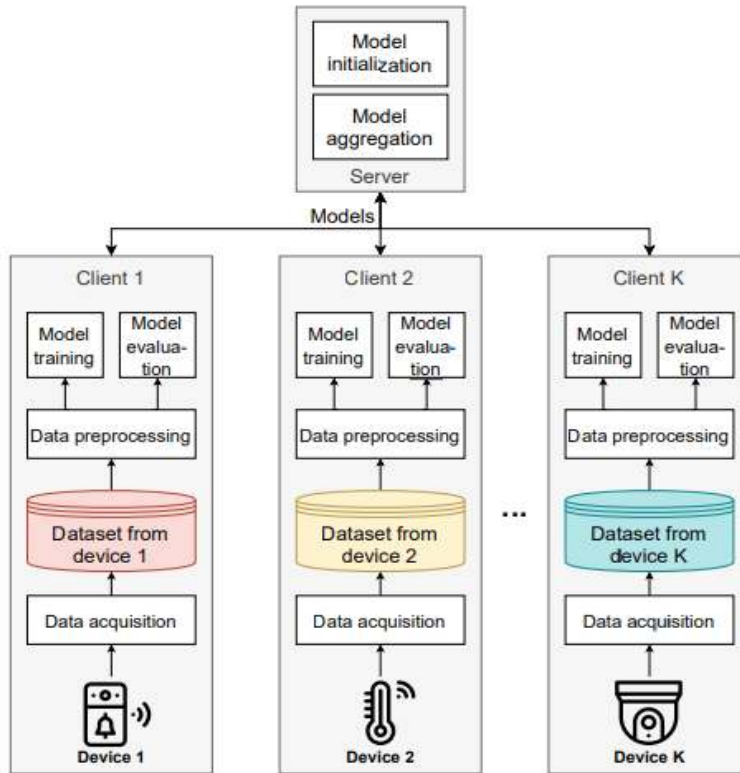 Model
initialization
Model
aggregation
Server
Models
Client 1
Model
training
Model
evalua-
tion
Data preprocessing
Dataset from
device 1
Data acquisition
Device 1
Client 2
Model
training
Model
evalua-
tion
Data preprocessing
Dataset from
device 2
Data acquisition
Device 2
...
Client K
Model
training
Model
evalua-
tion
Data preprocessing
Dataset from
device K
Data acquisition
Device K